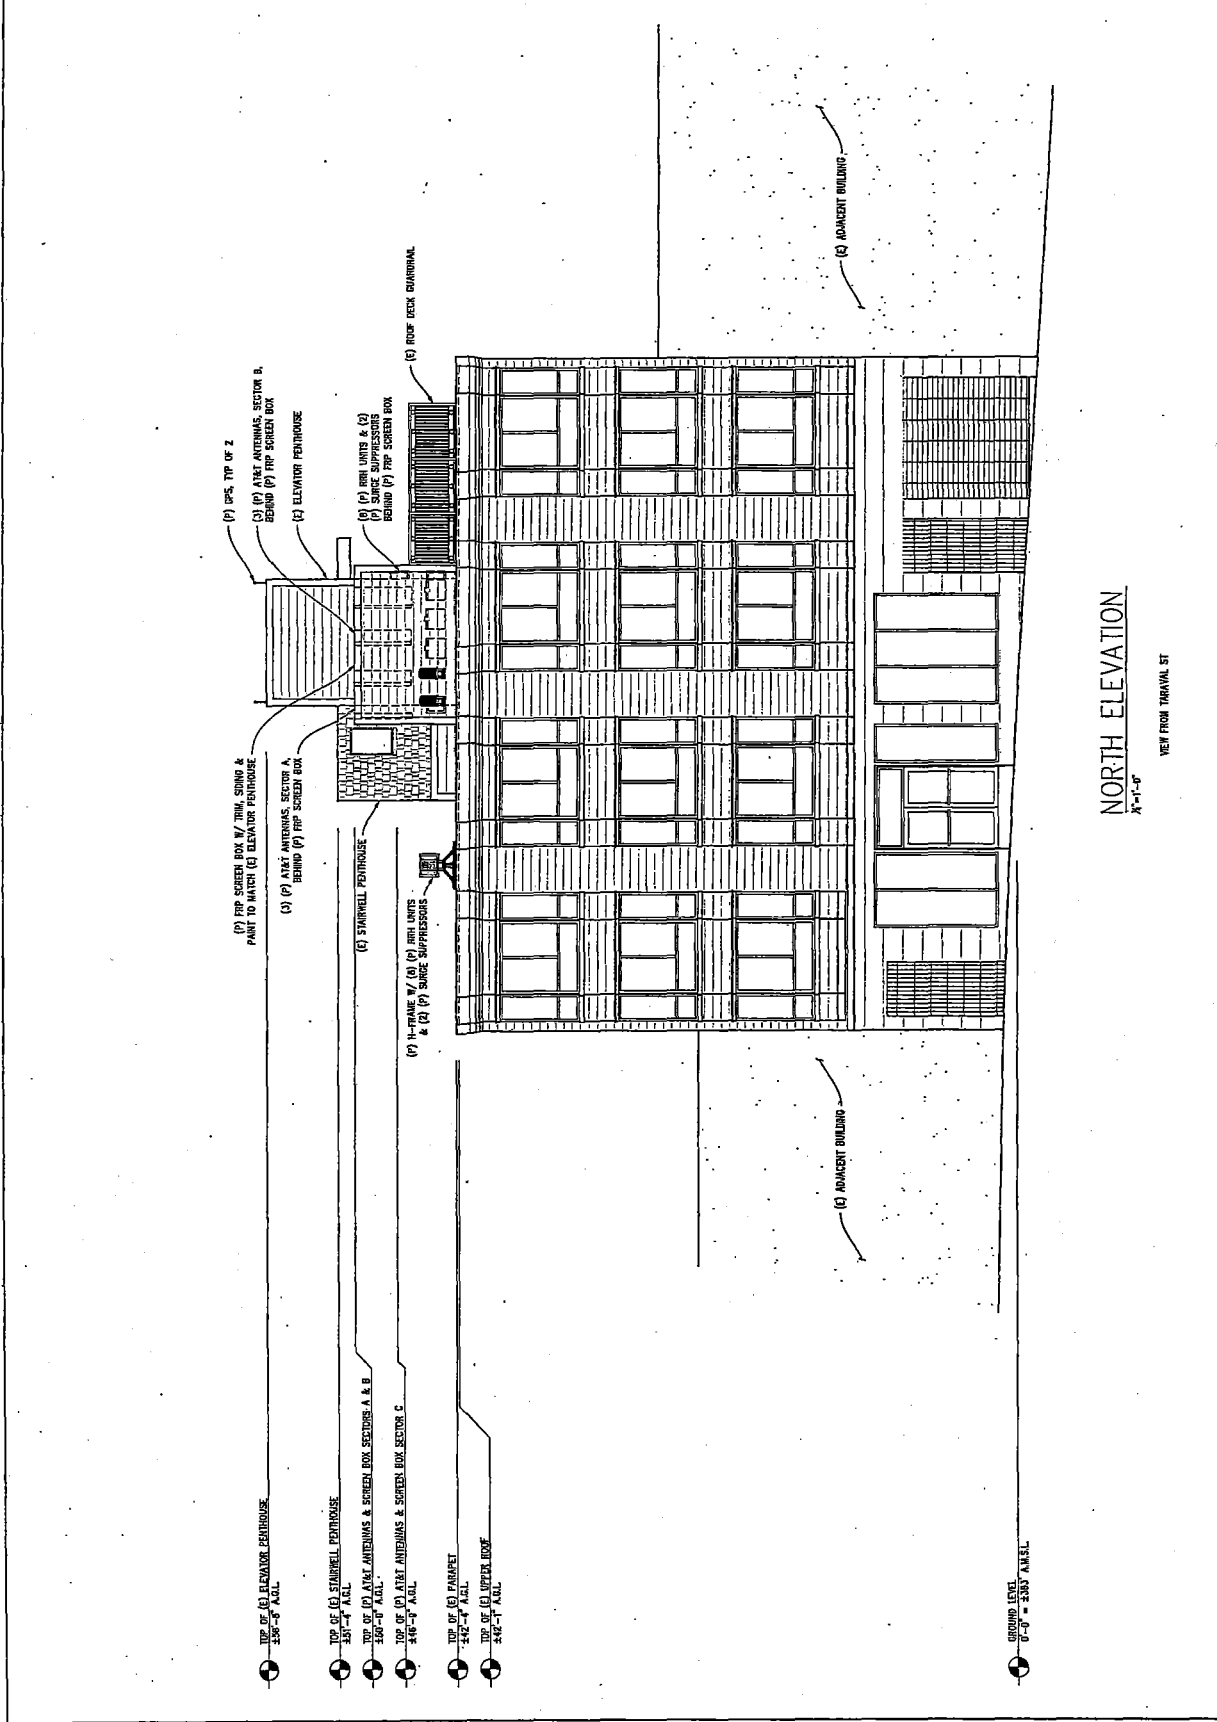 (P) GPS, TYP OF 2
(3) (P) AT&T ANTENNAS, SECTOR B,
BEHIND (P) FRP SCREEN BOX
(E) ELEVATOR PENTHOUSE
(8) (P) RRH UNITS & (2)
(P) SURGE SUPPRESSORS
BEHIND (P) FRP SCREEN BOX
(E) ROOF DECK GUARDRAIL
(P) FRP SCREEN BOX W/ TRIM, SIDING &
PAINT TO MATCH (E) ELEVATOR PENTHOUSE
(3) (P) AT&T ANTENNAS, SECTOR A,
BEHIND (P) FRP SCREEN BOX
(E) STAIRWELL PENTHOUSE
(P) H-FRAME W/ (8) (P) RRH UNITS
& (2) (P) SURGE SUPPRESSORS
(E) ADJACENT BUILDING
(E) ADJACENT BUILDING
TOP OF (E) ELEVATOR PENTHOUSE
A.G.L.
TOP OF (E) STAIRWELL PENTHOUSE
±51'-4" A.G.L.
TOP OF (P) AT&T ANTENNAS & SCREEN BOX SECTORS A & B
±50'-0" A.G.L.
TOP OF (P) AT&T ANTENNAS & SCREEN BOX SECTOR C
A.G.L.
TOP OF (E) PARAPET
±42'-4" A.G.L.
TOP OF (E) UPPER ROOF
±42'-1" A.G.L.
GROUND LEVEL
0'-0" = ±383' A.M.S.L.
NORTH ELEVATION
VIEW FROM TARAVAL ST